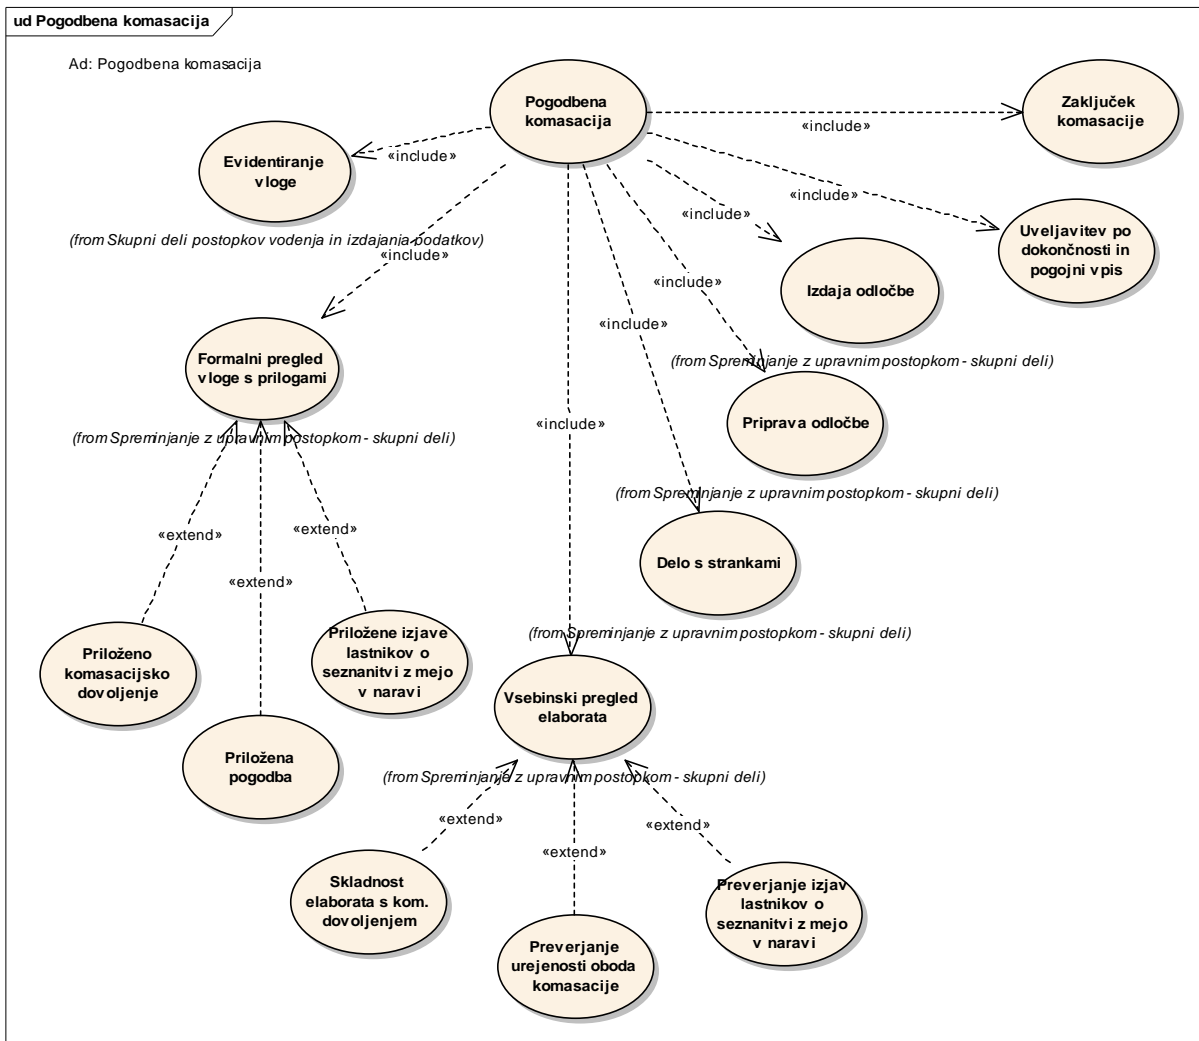 ud Pogodbena komasacija
Ad: Pogodbena komasacija
Pogodbena
komasacija
Zaključek
komasacije
«include»
Evidentiranje
vloge
«include»
(from Skupni deli postopkov vodenja in izdajanja podatkov)
«include»
«include»
«include»
Uveljavitev po
dokončnosti in
pogojni vpis
Izdaja odločbe
«include»
(from Spreminjanje z upravnim postopkom - skupni deli)
«include»
Formalni pregled
vloge s prilogami
(from Spreminjanje z upravnim postopkom - skupni deli)
Priprava odločbe
«include»
(from Spreminjanje z upravnim postopkom - skupni deli)
«extend»
«extend»
«extend»
Delo s strankami
(from Spreminjanje z upravnim postopkom - skupni deli)
Priloženo
komasacijsko
dovoljenje
Priložene izjave
lastnikov o
seznanitvi z mejo
v naravi
Priložena
pogodba
Vsebinski pregled
elaborata
(from Spreminjanje z upravnim postopkom - skupni deli)
«extend»
«extend»
«extend»
Skladnost
elaborata s kom.
dovoljenjem
Preverjanje
urejenosti oboda
komasacije
Preverjanje izjav
lastnikov o
seznanitvi z mejo
v naravi